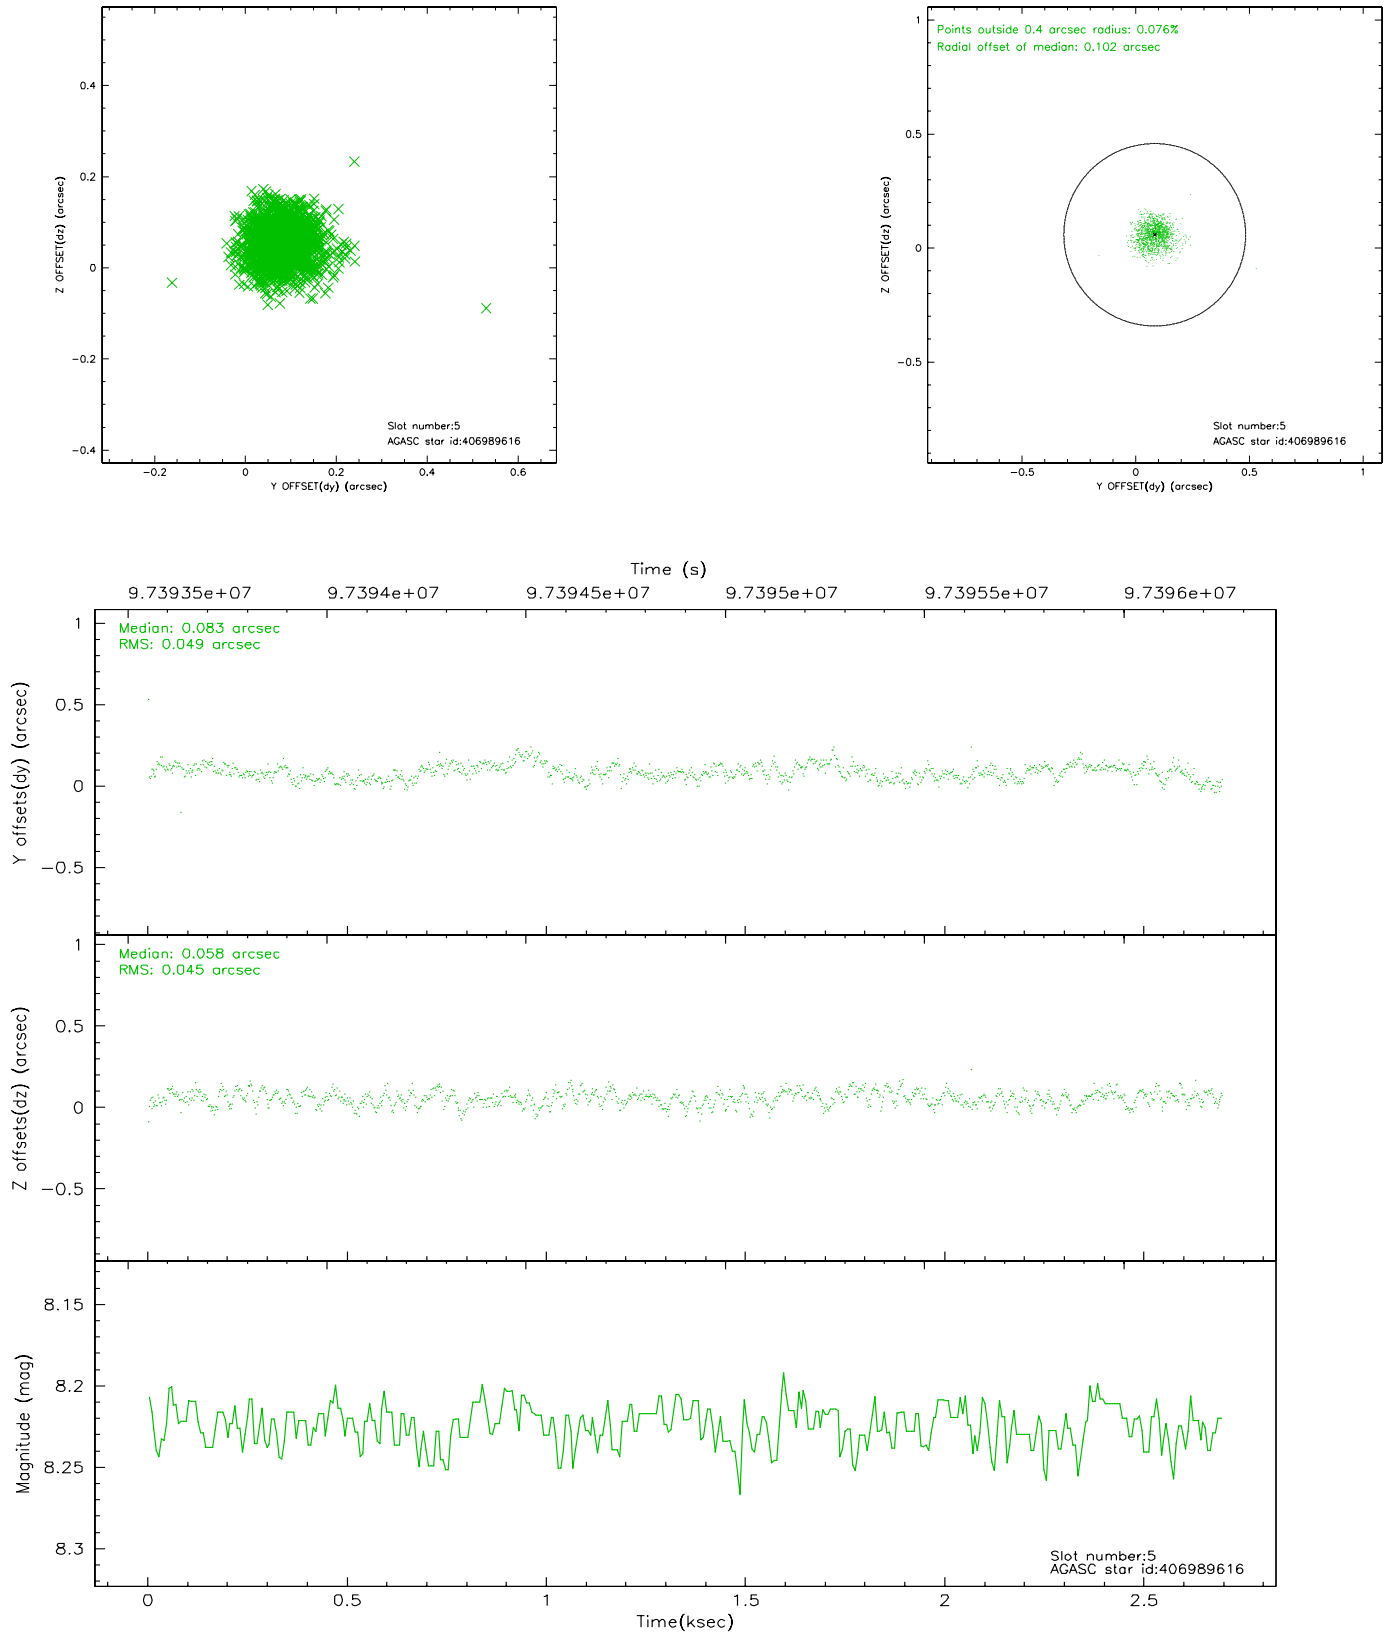 0.4
0.2
0
−0.2
−0.4
Z OFFSET(dz) (arcsec)
Slot number:5
AGASC star id:406989616
−0.2 0 0.2 0.4 0.6
Y OFFSET(dy) (arcsec)
Points outside 0.4 arcsec radius: 0.076%
Radial offset of median: 0.102 arcsec
1
0.5
0
−0.5
Z OFFSET(dz) (arcsec)
Slot number:5
AGASC star id:406989616
−0.5 0 0.5 1
Y OFFSET(dy) (arcsec)
Time (s)
9.73935e+07 9.7394e+07 9.73945e+07 9.7395e+07 9.73955e+07 9.7396e+07
Median: 0.083 arcsec
RMS: 0.049 arcsec
1
0.5
0
−0.5
Y offsets(dy) (arcsec)
Median: 0.058 arcsec
RMS: 0.045 arcsec
1
0.5
0
−0.5
Z offsets(dz) (arcsec)
8.15
8.2
8.25
8.3
Magnitude (mag)
Slot number:5
AGASC star id:406989616
0 0.5 1 1.5 2 2.5
Time(ksec)